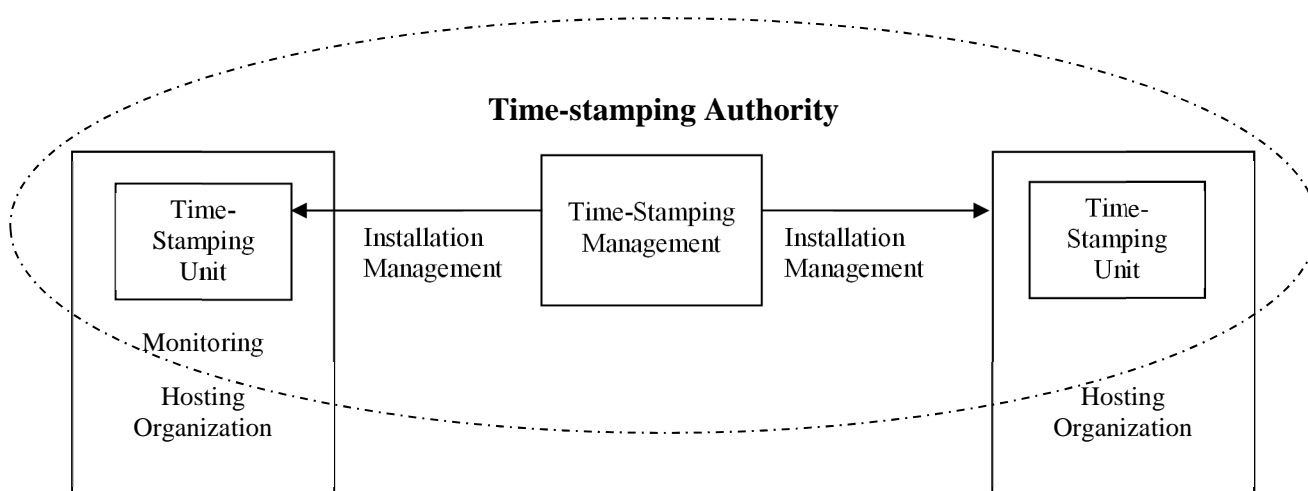 Time-stamping Authority
Time-
Stamping
Unit
Installation
Management
Time-Stamping
Management
Installation
Management
Time-
Stamping
Unit
Monitoring
Hosting
Organization
Hosting
Organization